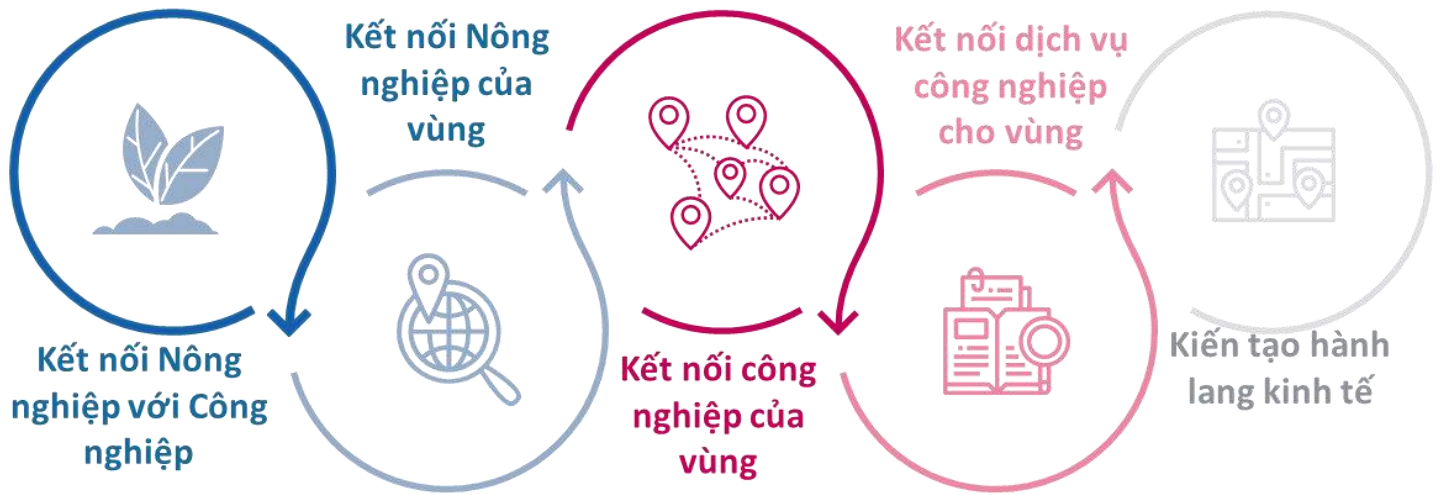 Kết nối Nông
nghiệp với Công
nghiệp
Kết nối Nông
nghiệp của
vùng
Kết nối công
nghiệp của
vùng
Kết nối dịch vụ
công nghiệp
cho vùng
Kiến tạo hành
lang kinh tế